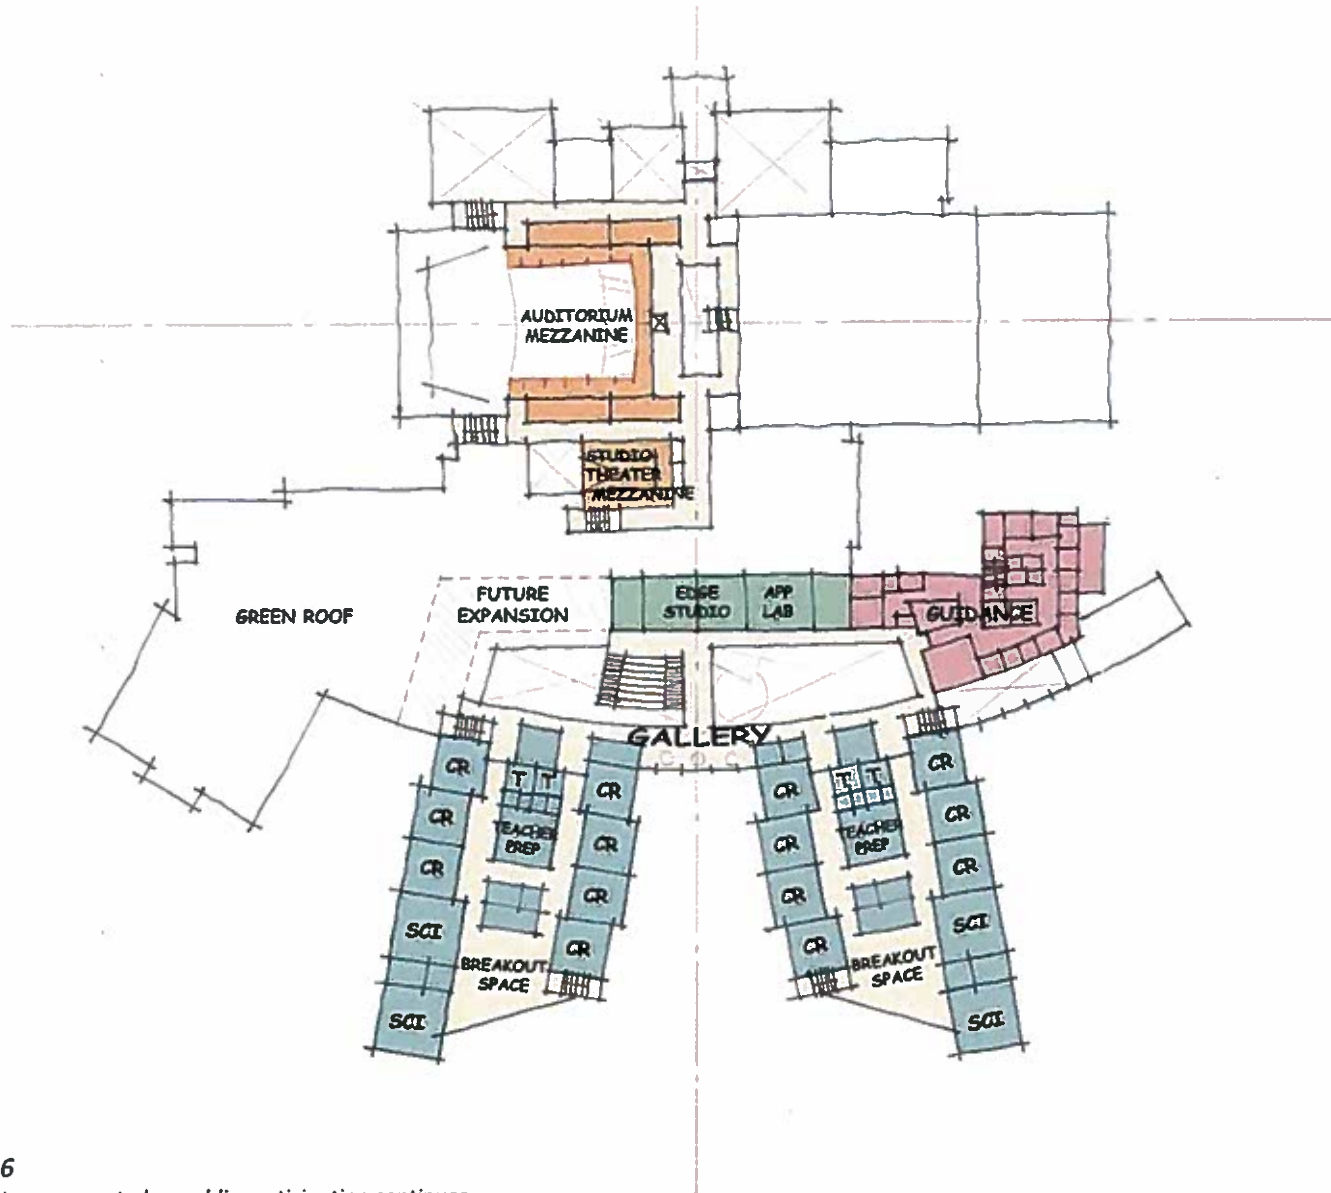 AUDITORIUM
MEZZANINE
STUDIO
THEATER
MEZZANINE
GREEN ROOF
FUTURE
EXPANSION
EDGE
STUDIO
APP
LAB
GUIDANCE
GALLERY
CR
T T
CR
CR
T T
CR
CR
TEACHER
PREP
CR
CR
TEACHER
PREP
CR
CR
CR
CR
CR
SCI
CR
CR
SCI
BREAKOUT
SPACE
BREAKOUT
SPACE
SCI
SCI
6